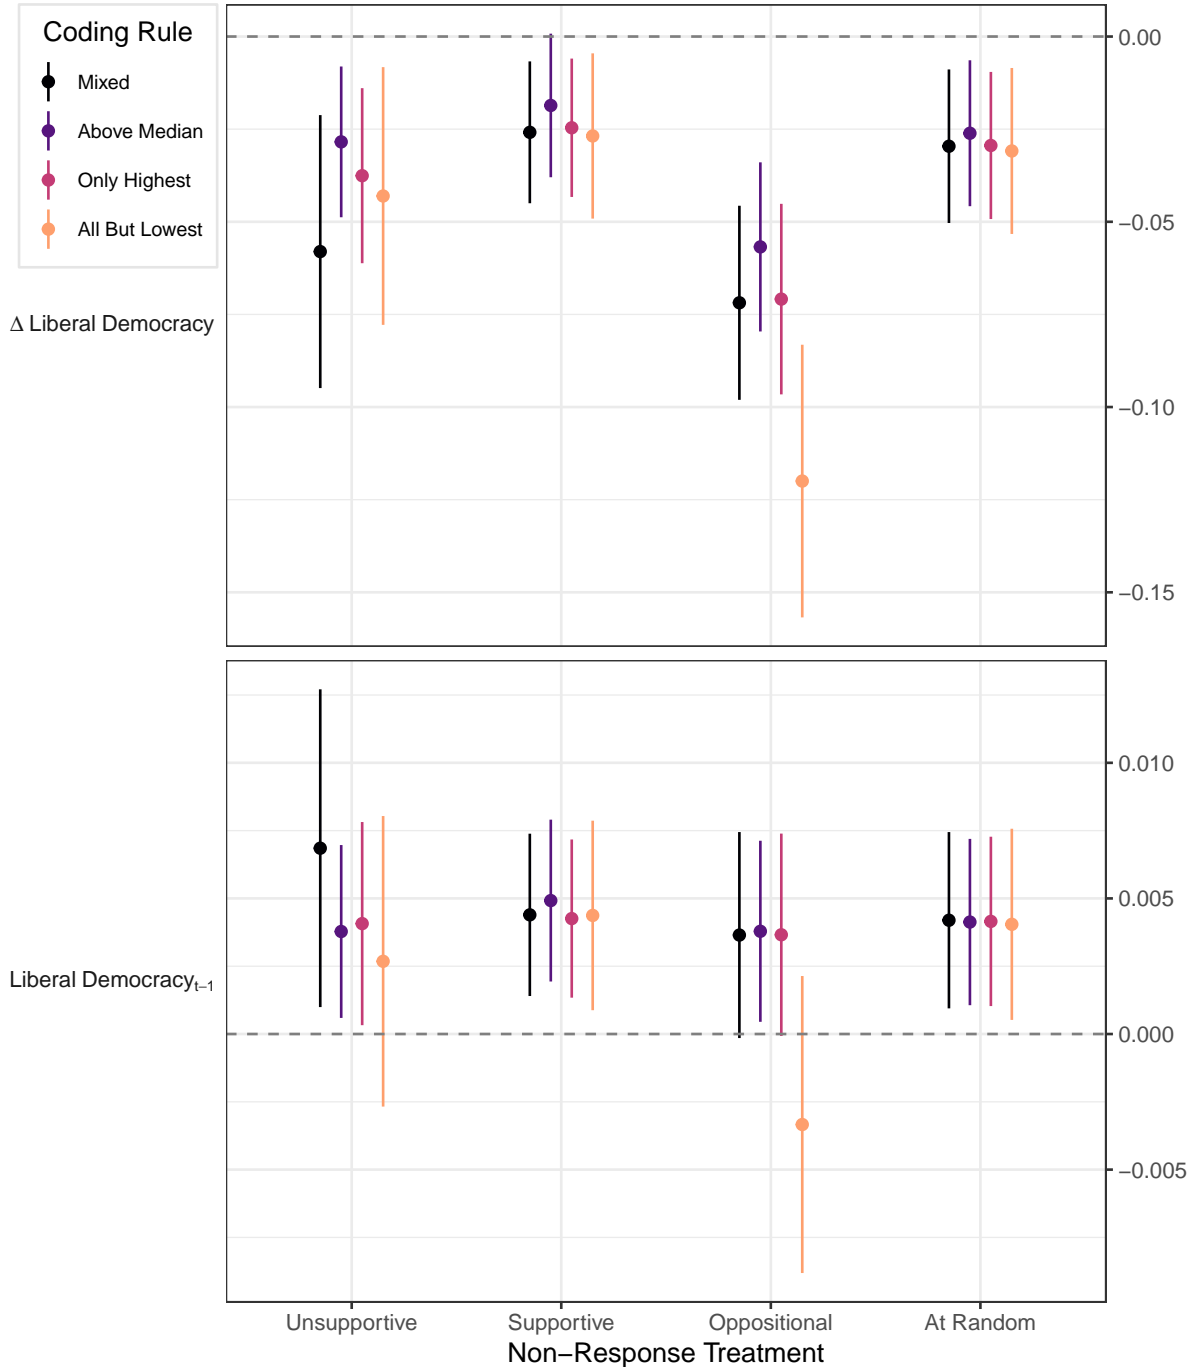 Coding Rule
Mixed
Above Median
Only Highest
All But Lowest
Δ Liberal Democracy
0.00
−0.05
−0.10
−0.15
Liberal Democracy t−1
0.010
0.005
0.000
−0.005
Unsupportive Supportive Oppositional At Random
Non−Response Treatment